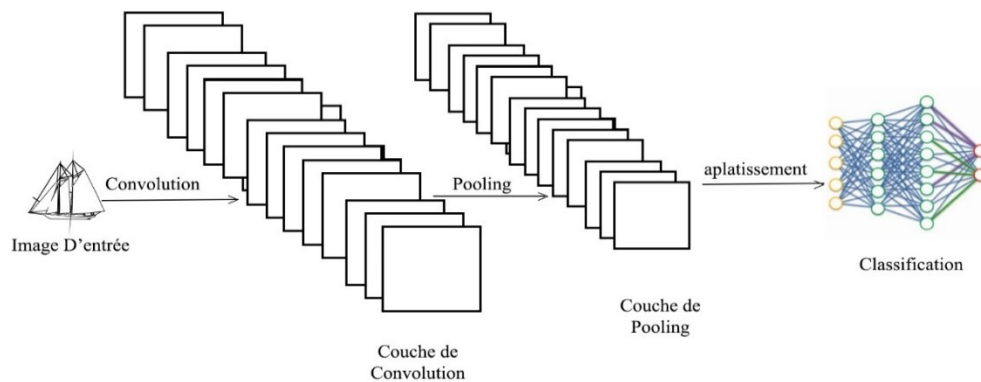 Convolution
Image D'entrée
Pooling
aplatissement
Classification
Couche de
Convolution
Couche de
Pooling